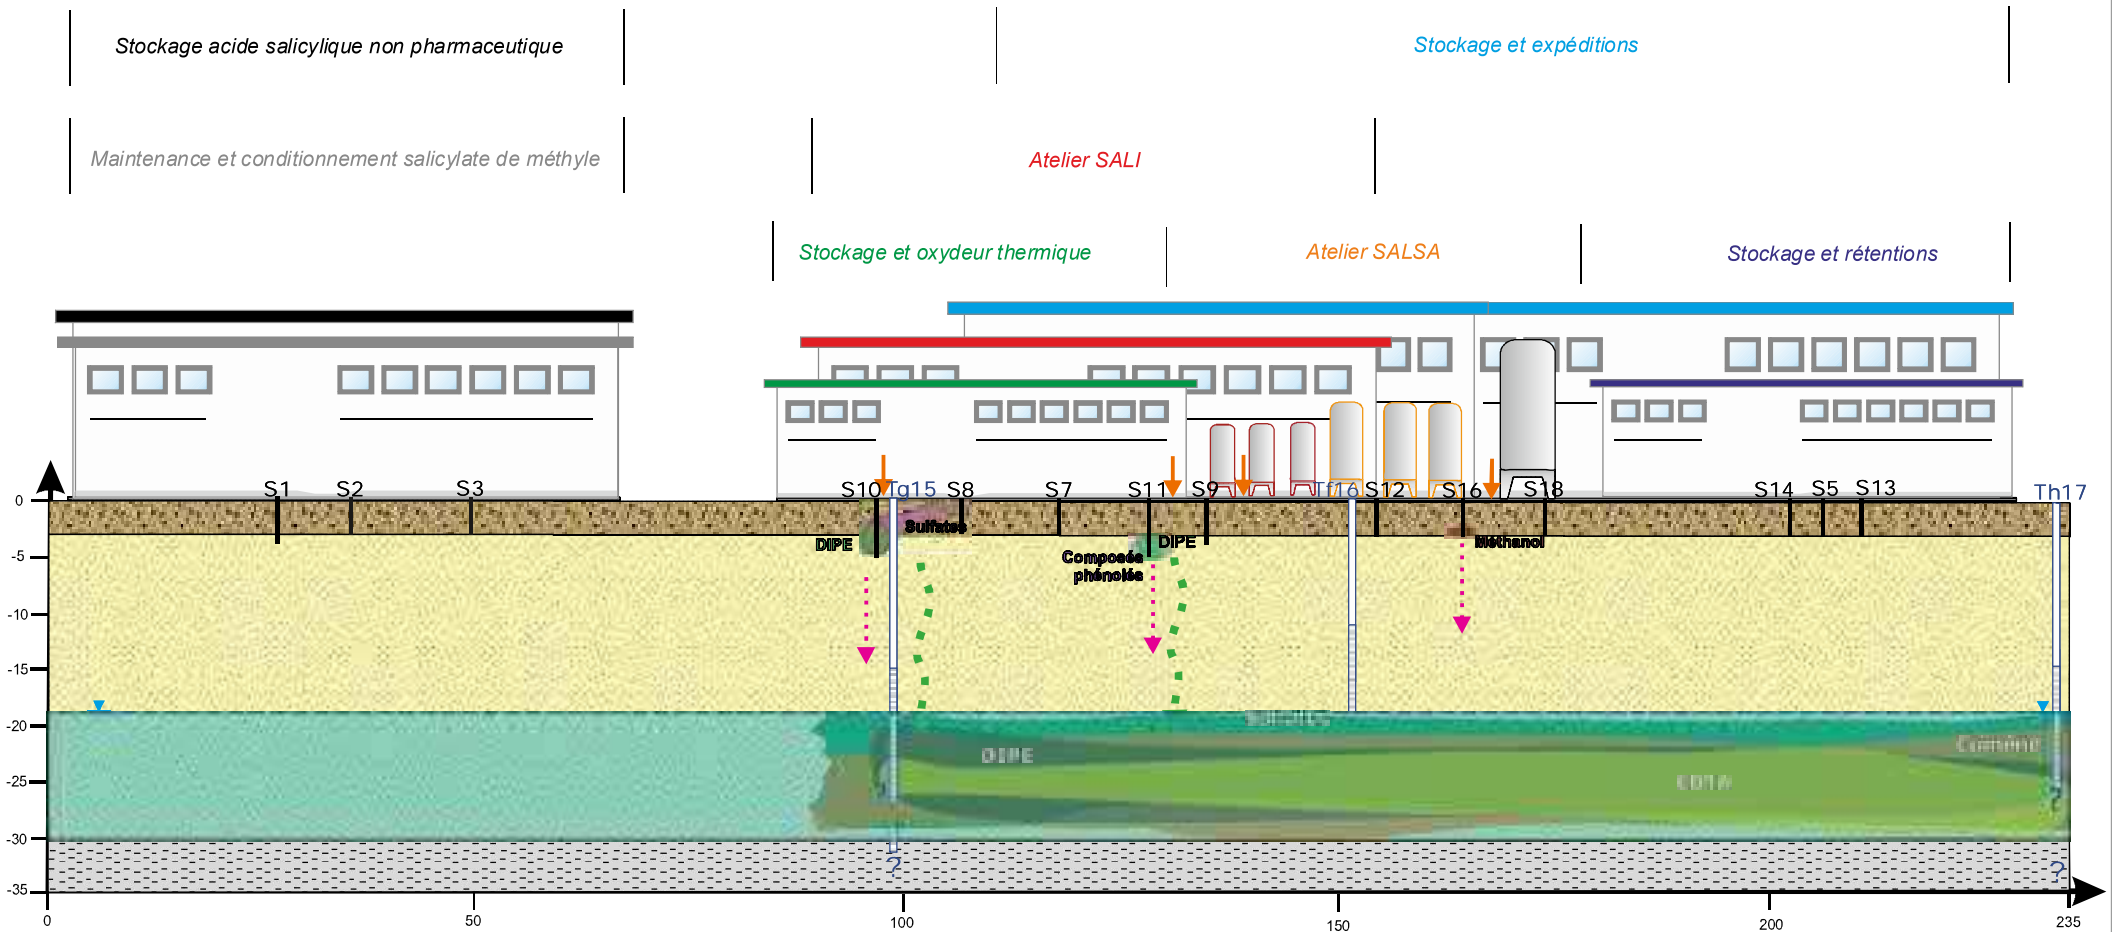 Stockage acide salicylique non pharmaceutique
Stockage et expéditions
Maintenance et conditionnement salicylate de méthyle
Atelier SALI
Stockage et oxydeur thermique
Atelier SALSA
Stockage et rétentions
S1
S2
S3
S10
Tg15
S8
S7
S11
S9
Tf16
S12
S16
S18
S14
S5
S13
Th17
0
Sulfates
DIPE
DIPE
Méthanol
-5
Composés
phénolés
-10
-15
-20
DIPE
-25
-30
?
?
-35
0
50
100
150
200
235